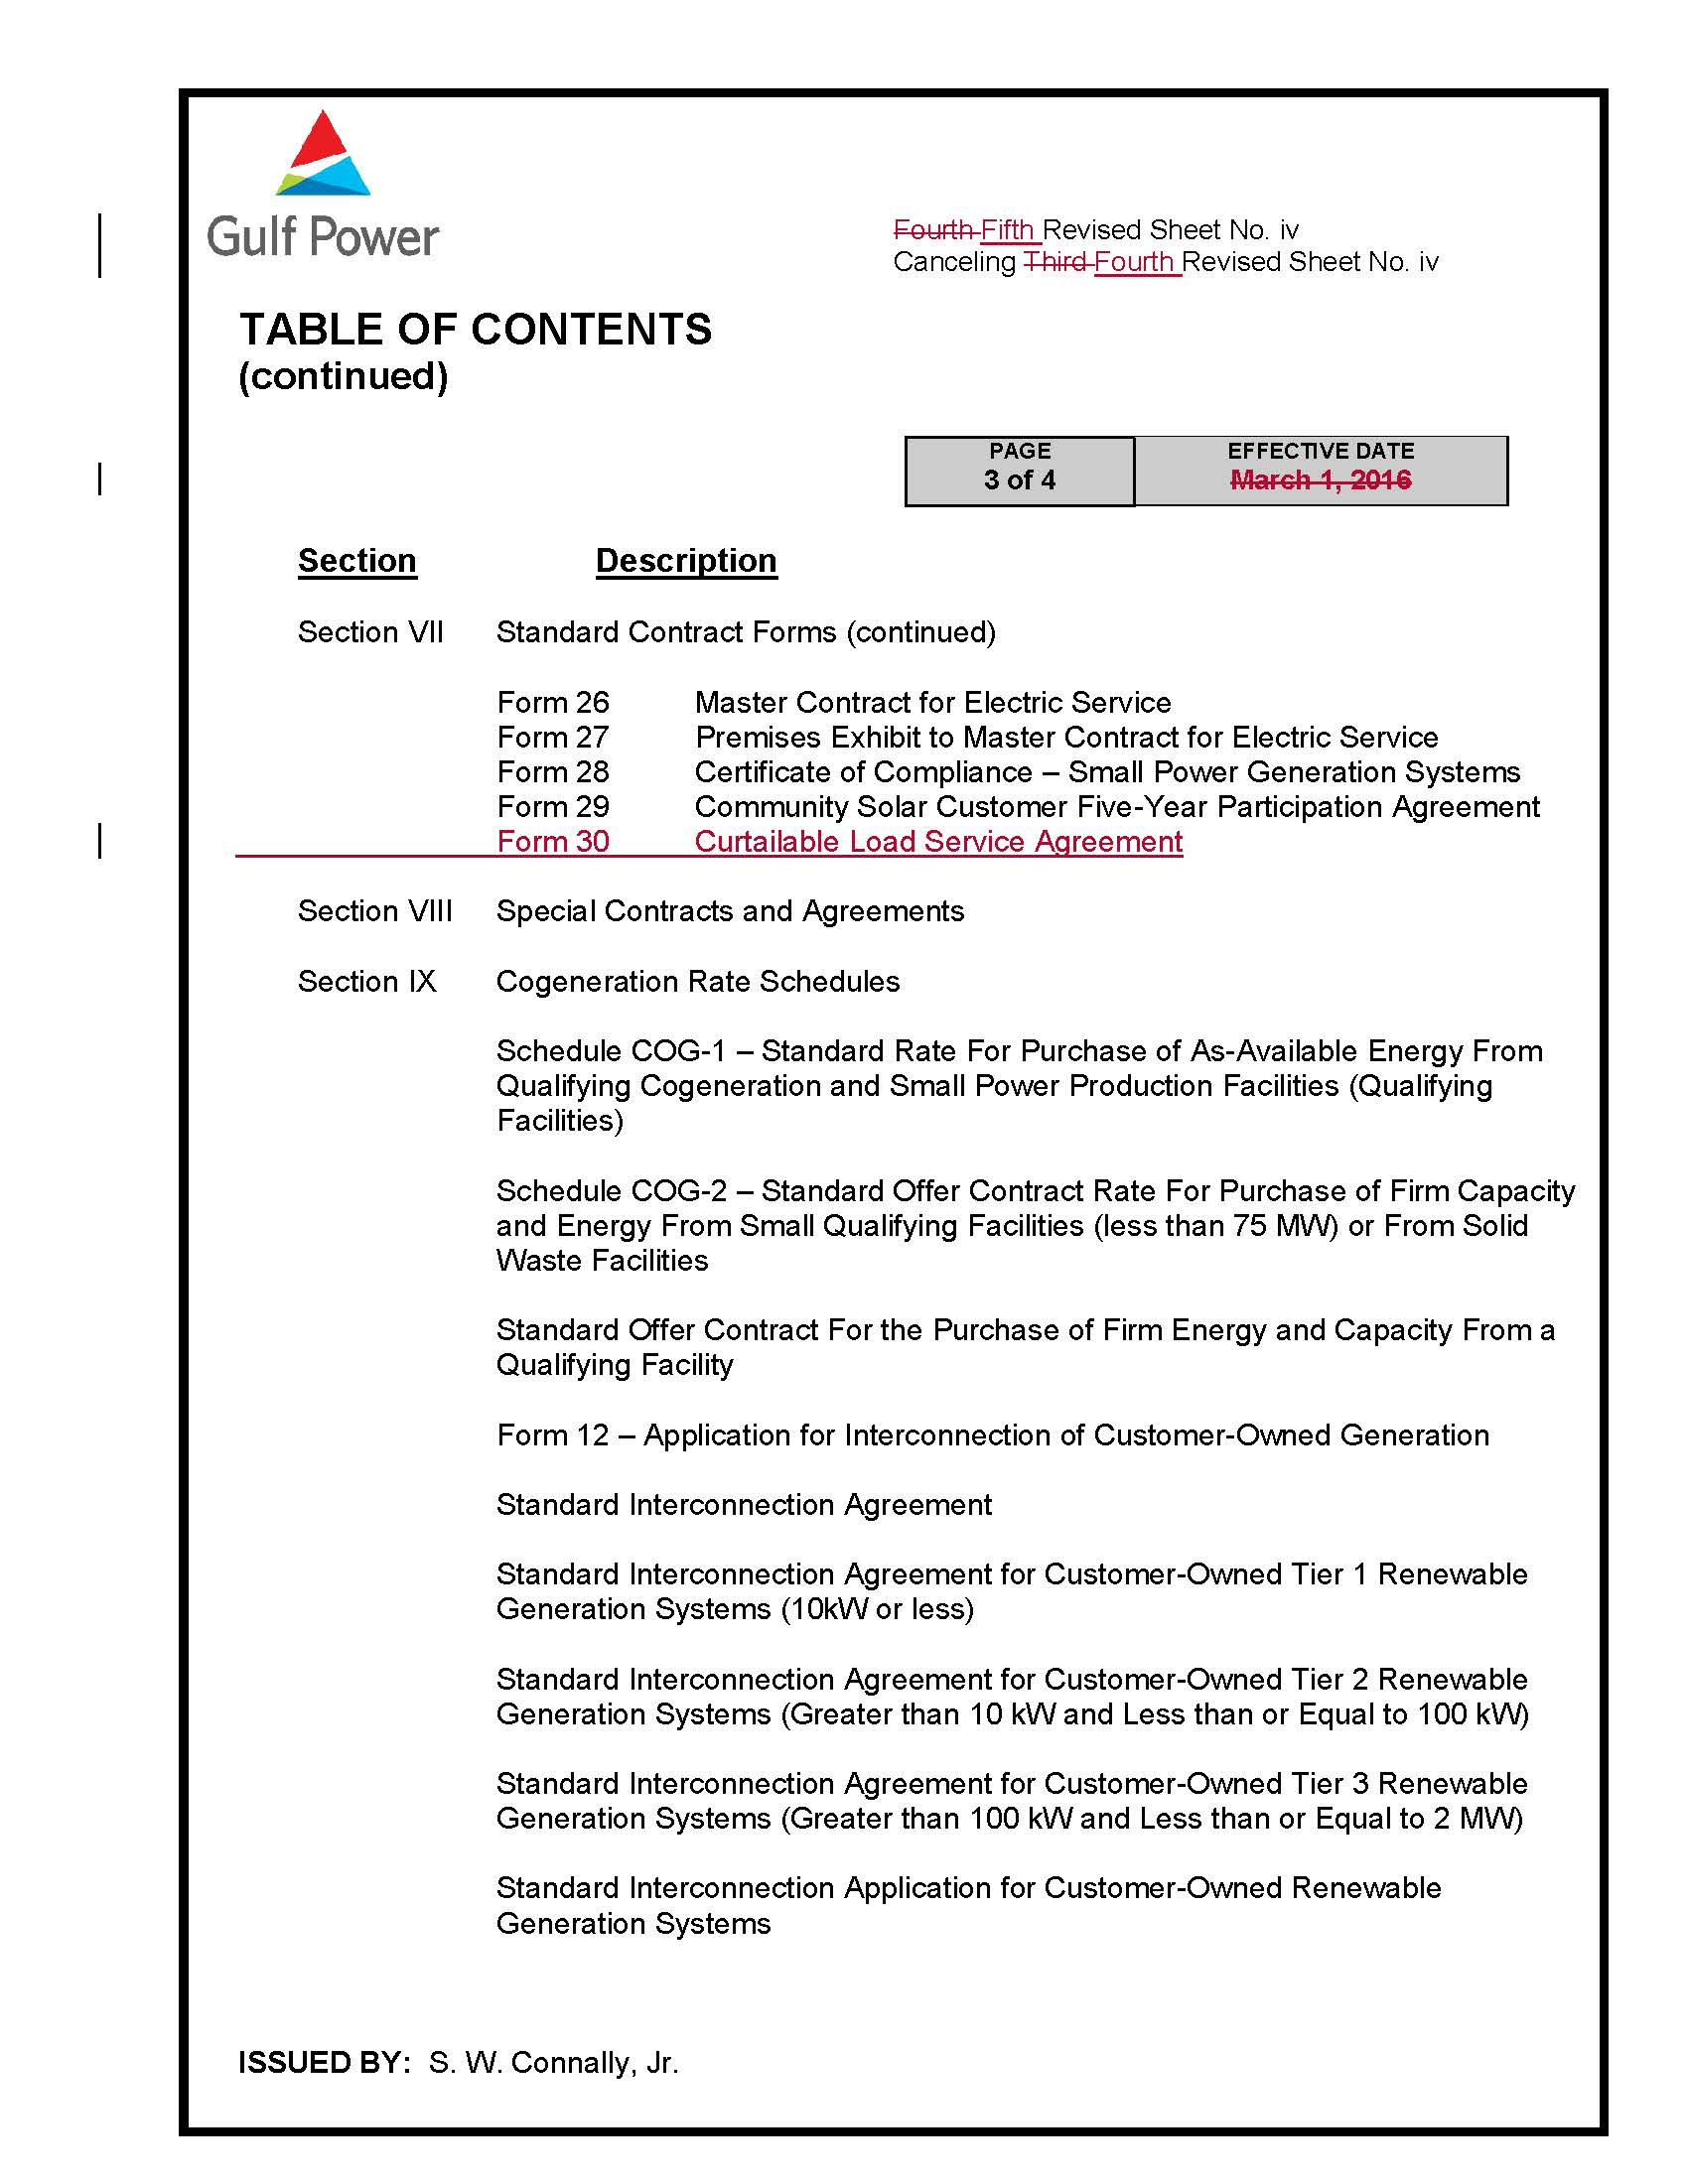 Gulf Power
Fourth Fifth Revised Sheet No. iv
Canceling Third Fourth Revised Sheet No. iv
TABLE OF CONTENTS
(continued)
PAGE
3 of 4
EFFECTIVE DATE
March 1, 2016
Section Description
Section VII Standard Contract Forms (continued)
Form 26 Master Contract for Electric Service
Form 27 Premises Exhibit to Master Contract for Electric Service
Form 28 Certificate of Compliance – Small Power Generation Systems
Form 29 Community Solar Customer Five-Year Participation Agreement
Form 30 Curtailable Load Service Agreement
Section VIII Special Contracts and Agreements
Section IX Cogeneration Rate Schedules
Schedule COG-1 – Standard Rate For Purchase of As-Available Energy From
Qualifying Cogeneration and Small Power Production Facilities (Qualifying
Facilities)
Schedule COG-2 – Standard Offer Contract Rate For Purchase of Firm Capacity
and Energy From Small Qualifying Facilities (less than 75 MW) or From Solid
Waste Facilities
Standard Offer Contract For the Purchase of Firm Energy and Capacity From a
Qualifying Facility
Form 12 – Application for Interconnection of Customer-Owned Generation
Standard Interconnection Agreement
Standard Interconnection Agreement for Customer-Owned Tier 1 Renewable
Generation Systems (10kW or less)
Standard Interconnection Agreement for Customer-Owned Tier 2 Renewable
Generation Systems (Greater than 10 kW and Less than or Equal to 100 kW)
Standard Interconnection Agreement for Customer-Owned Tier 3 Renewable
Generation Systems (Greater than 100 kW and Less than or Equal to 2 MW)
Standard Interconnection Application for Customer-Owned Renewable
Generation Systems
ISSUED BY: S. W. Connally, Jr.